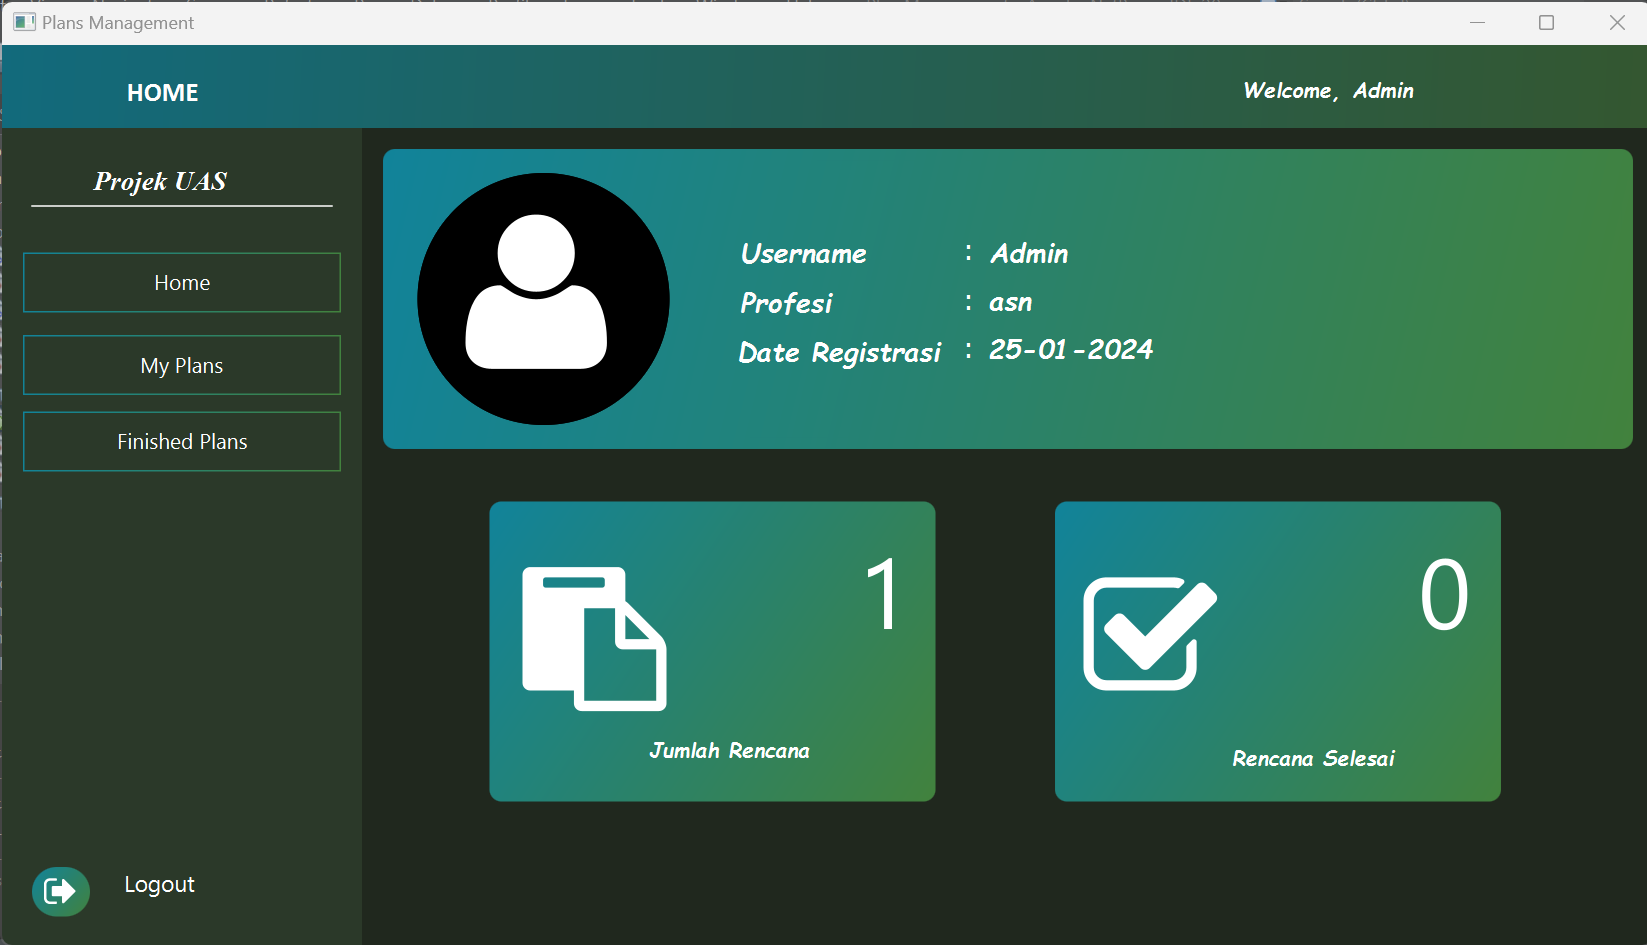 Plans Management
HOME
Welcome, Admin
Projek UAS
Home
My Plans
Finished Plans
Logout
Username : Admin
Profesi : asn
Date Registrasi : 25-01-2024
1
Jumlah Rencana
0
Rencana Selesai